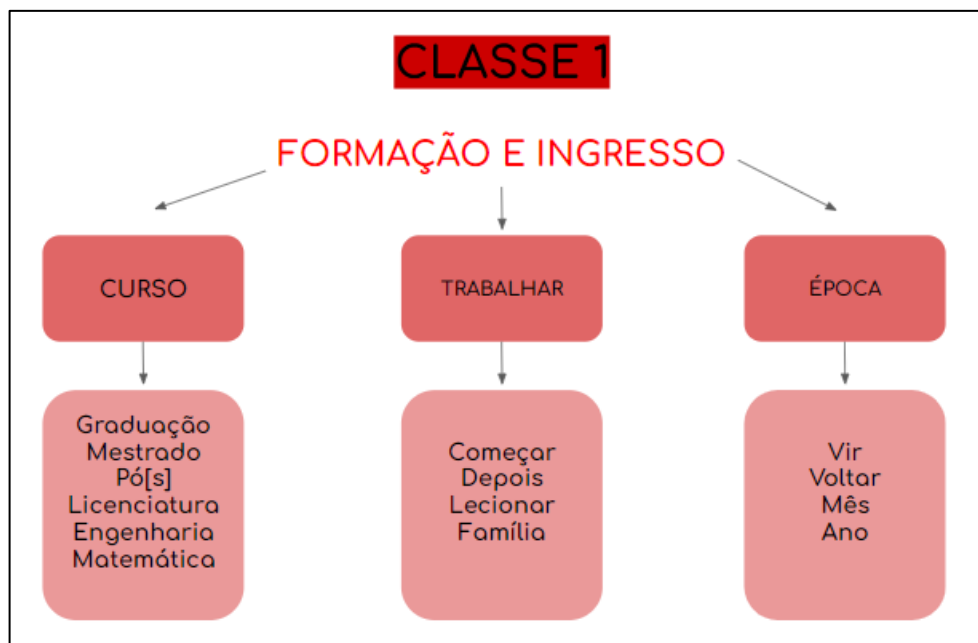 CLASSE 1
FORMAÇÃO E INGRESSO
CURSO
TRABALHAR
ÉPOCA
Graduação
Mestrado
Pó[s]
Licenciatura
Engenharia
Matemática
Começar
Depois
Lecionar
Família
Vir
Voltar
Mês
Ano